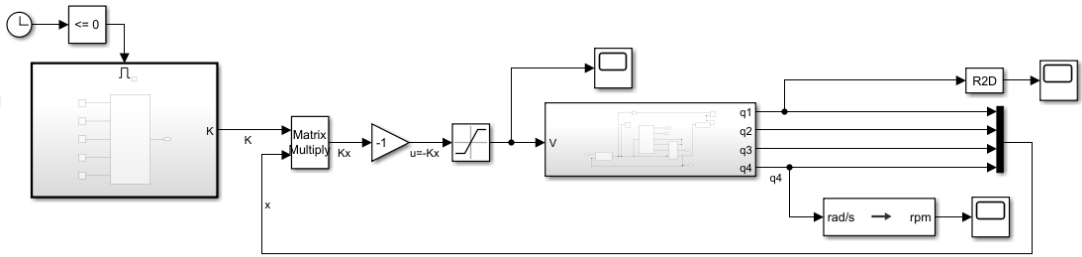 <= 0
K
K
Matrix
Multiply
Kx
-1
u=-Kx
V
q1
q2
q3
q4
q4
R2D
x
rad/s
rpm